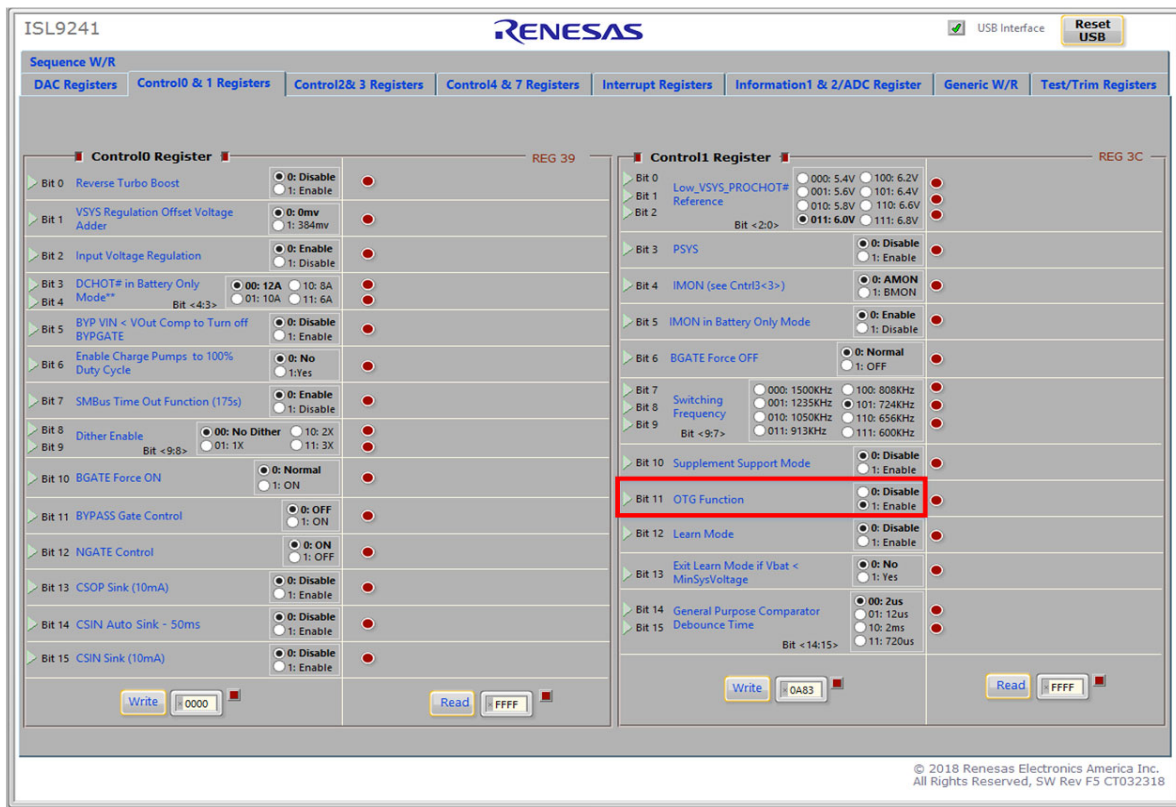 ISL9241
RENESAS
USB Interface
Reset
USB
Sequence W/R
DAC Registers
Control0 & 1 Registers
Control2& 3 Registers
Control4 & 7 Registers
Interrupt Registers
Information1 & 2/ADC Register
Generic W/R
Test/Trim Registers
Control0 Register
REG 39
Bit 0 Reverse Turbo Boost
0: Disable
1: Enable
Bit 1
VSYS Regulation Offset Voltage
Adder
0: 0mv
1: 384mv
Bit 2 Input Voltage Regulation
0: Enable
1: Disable
Bit 3
Bit 4
DCHOT# in Battery Only
Mode**
Bit <4:3>
00: 12A 10: 8A
01: 10A 11: 6A
Bit 5
BYP VIN < VOut Comp to Turn off
BYPGATE
0: Disable
1: Enable
Bit 6
Enable Charge Pumps to 100%
Duty Cycle
0: No
1:Yes
Bit 7 SMBus Time Out Function (175s)
0: Enable
1: Disable
Bit 8
Bit 9
Dither Enable
Bit <9:8>
00: No Dither 10: 2X
01: 1X 11: 3X
Bit 10 BGATE Force ON
0: Normal
1: ON
Bit 11 BYPASS Gate Control
0: OFF
1: ON
Bit 12 NGATE Control
0: ON
1: OFF
Bit 13 CSOP Sink (10mA)
0: Disable
1: Enable
Bit 14 CSIN Auto Sink - 50ms
0: Disable
1: Enable
Bit 15 CSIN Sink (10mA)
0: Disable
1: Enable
Write
0000
Read
FFFF
Control1 Register
REG 3C
Bit 0
Bit 1
Bit 2
Low_VSYS_PROCHOT#
Reference
Bit <2:0>
000: 5.4V 100: 6.2V
001: 5.6V 101: 6.4V
010: 5.8V 110: 6.6V
011: 6.0V 111: 6.8V
Bit 3 PSYS
0: Disable
1: Enable
Bit 4 IMON (see Cntrl3<3>)
0: AMON
1: BMON
Bit 5 IMON in Battery Only Mode
0: Enable
1: Disable
Bit 6 BGATE Force OFF
0: Normal
1: OFF
Bit 7
Bit 8
Bit 9
Switching
Frequency
Bit <9:7>
000: 1500KHz 100: 808KHz
001: 1235KHz 101: 724KHz
010: 1050KHz 110: 656KHz
011: 913KHz 111: 600KHz
Bit 10 Supplement Support Mode
0: Disable
1: Enable
Bit 11 OTG Function
0: Disable
1: Enable
Bit 12 Learn Mode
0: Disable
1: Enable
Bit 13
Exit Learn Mode if Vbat <
MinSysVoltage
0: No
1: Yes
Bit 14
Bit 15
General Purpose Comparator
Debounce Time
Bit <14:15>
00: 2us
01: 12us
10: 2ms
11: 720us
Write
0A83
Read
FFFF
© 2018 Renesas Electronics America Inc.
All Rights Reserved, SW Rev F5 CT032318